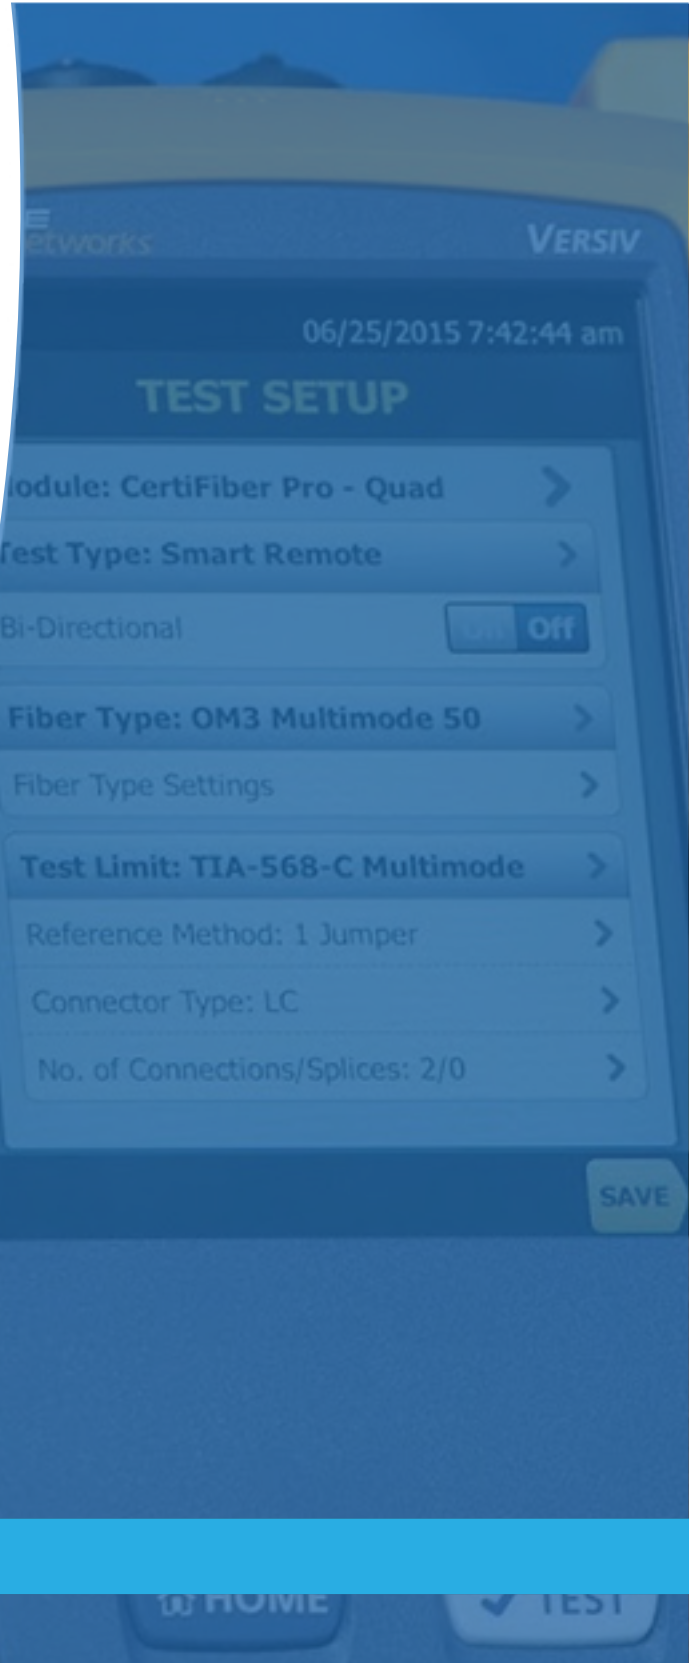 etworks
VERSIV
06/25/2015 7:42:44 am
TEST SETUP
odule: CertiFiber Pro - Quad
Test Type: Smart Remote
Bi-Directional
On Off
Fiber Type: OM3 Multimode 50
Fiber Type Settings
Test Limit: TIA-568-C Multimode
Reference Method: 1 Jumper
Connector Type: LC
No. of Connections/Splices: 2/0
SAVE
HOME TEST